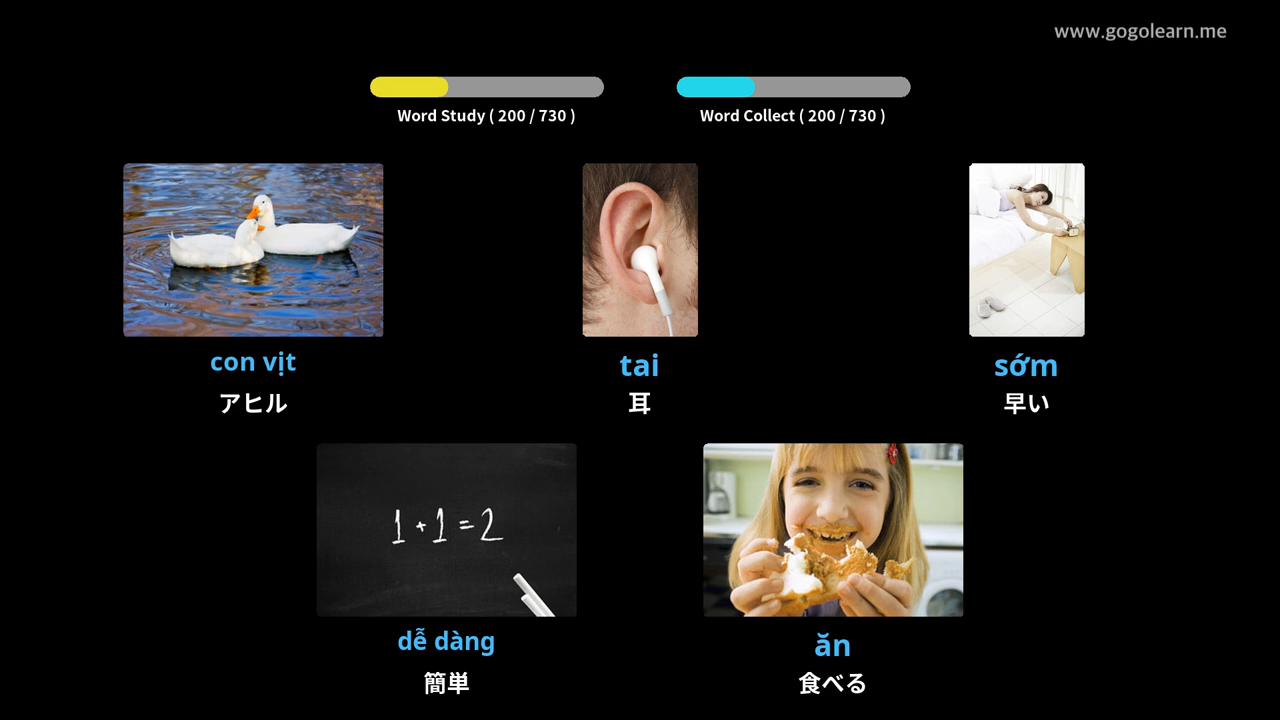 www.gogolearn.me
Word Study ( 200 / 730 )
Word Collect ( 200 / 730 )
con vịt
アヒル
tai
耳
sớm
早い
1 + 1 = 2
dễ dàng
簡単
ăn
食べる